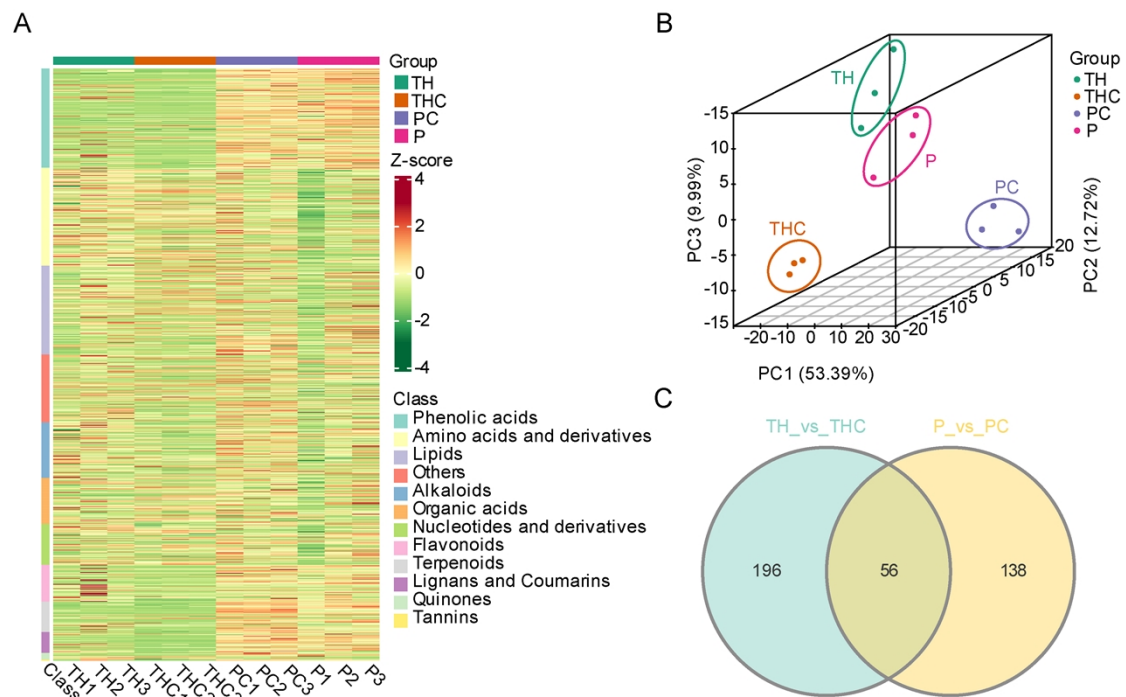 A
Group
TH
THC
PC
P
Z-score
4
2
0
-2
-4
Class
Phenolic acids
Amino acids and derivatives
Lipids
Others
Alkaloids
Organic acids
Nucleotides and derivatives
Flavonoids
Terpenoids
Lignans and Coumarins
Quinones
Tannins
Class TH1 TH2 TH3 PC1 PC2 PC3 P1 P2 P3
B
TH
P
PC
THC
Group
TH
THC
PC
P
PC3 (9.99%)
-15
10
5
0
-5
-10
-15
-20 -10 0 10 20 30
PC1 (53.39%)
-20 -15 -10 -5 0 5 10 15 20
PC2 (12.72%)
C
TH_vs_THC P_vs_PC
196 56 138